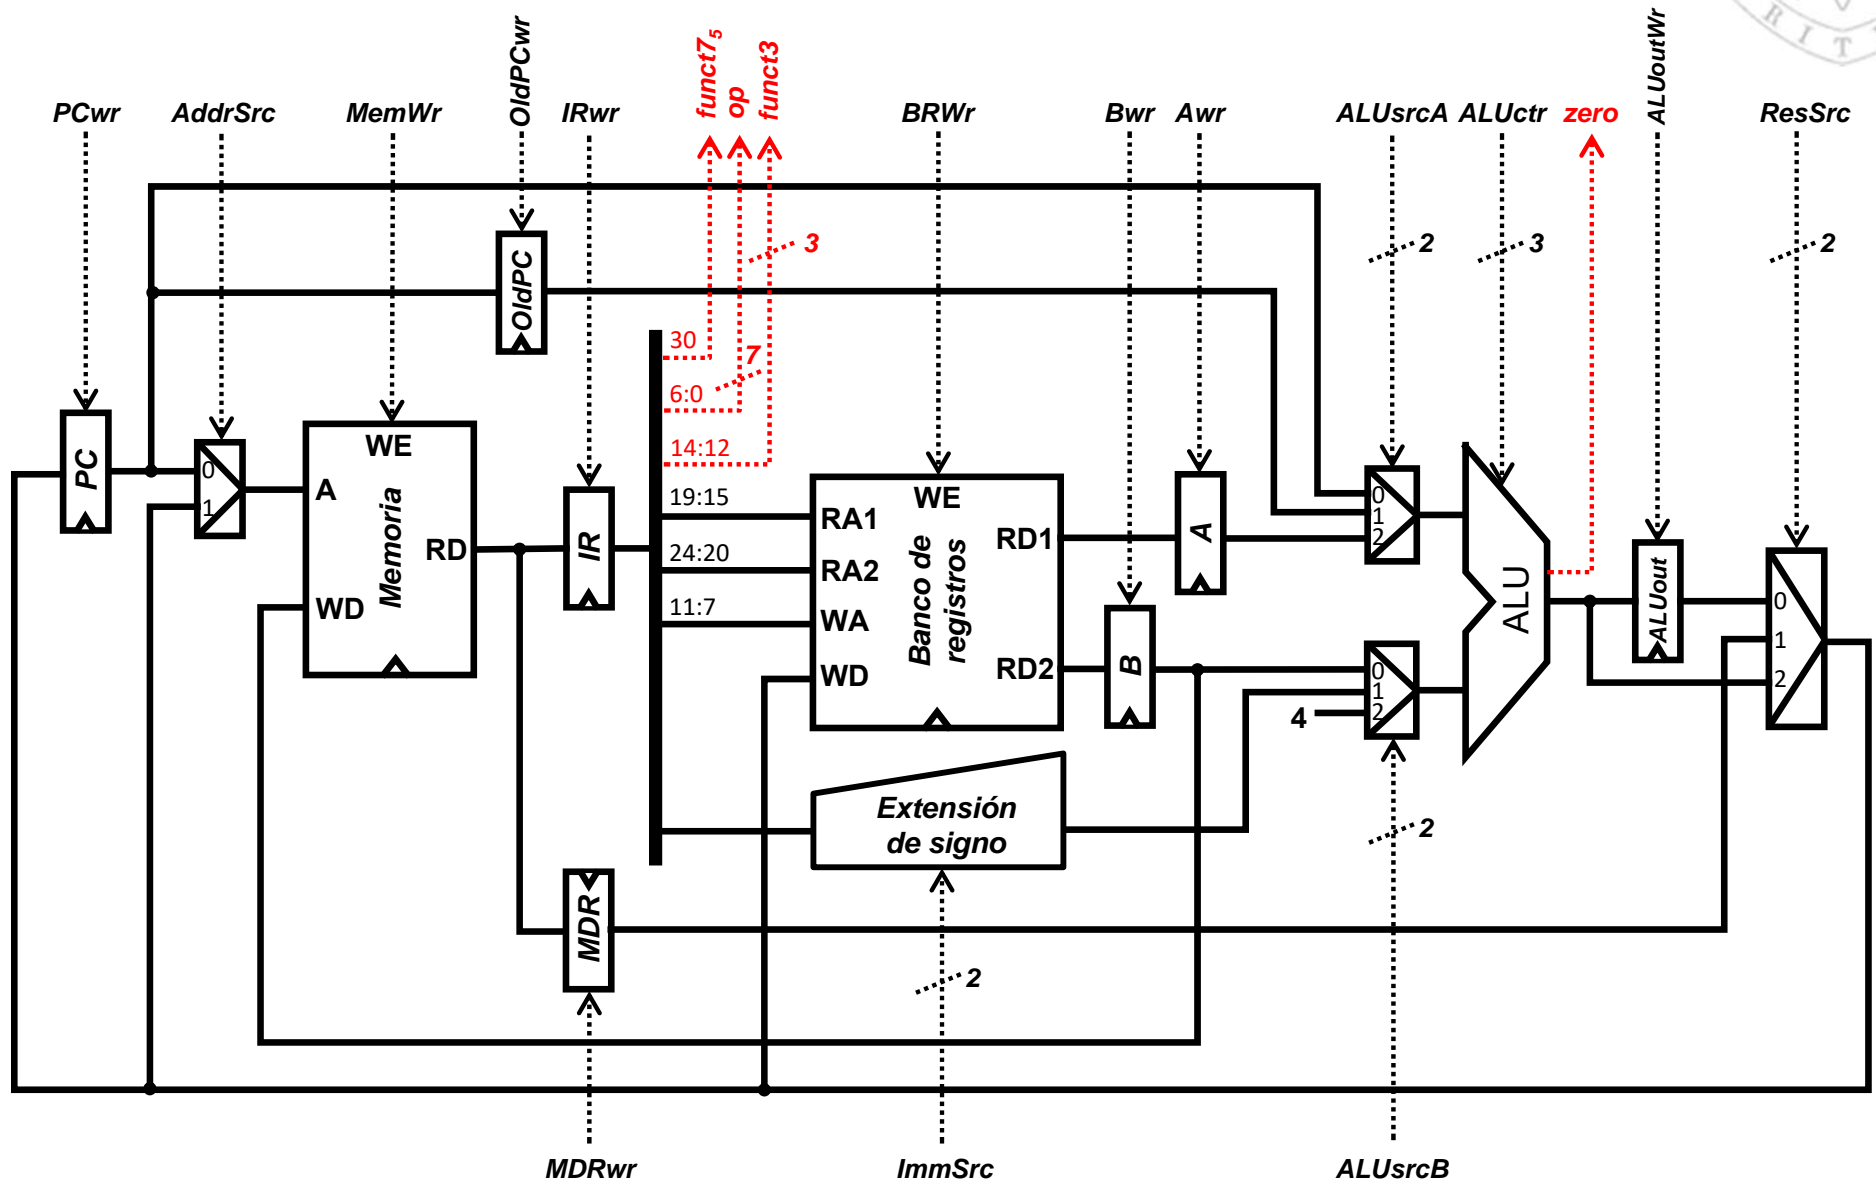 PCwr
AddrSrc
MemWr
OldPCwr
IRwr
funct7₅
op
funct3
BRWr
Bwr
Awr
ALUsrcA
ALUctr
zero
ALUoutWr
ResSrc
R I T
3
2
3
2
OldPC
30
7
6:0
14:12
PC
0
1
WE
A
Memoria
RD
WD
IR
19:15
24:20
11:7
WE
RA1
RA2
WA
WD
Banco de
registros
RD1
RD2
A
B
0
1
2
0
1
2
4
ALU
ALUout
0
1
2
Extensión
de signo
2
MDR
2
MDRwr
ImmSrc
ALUsrcB